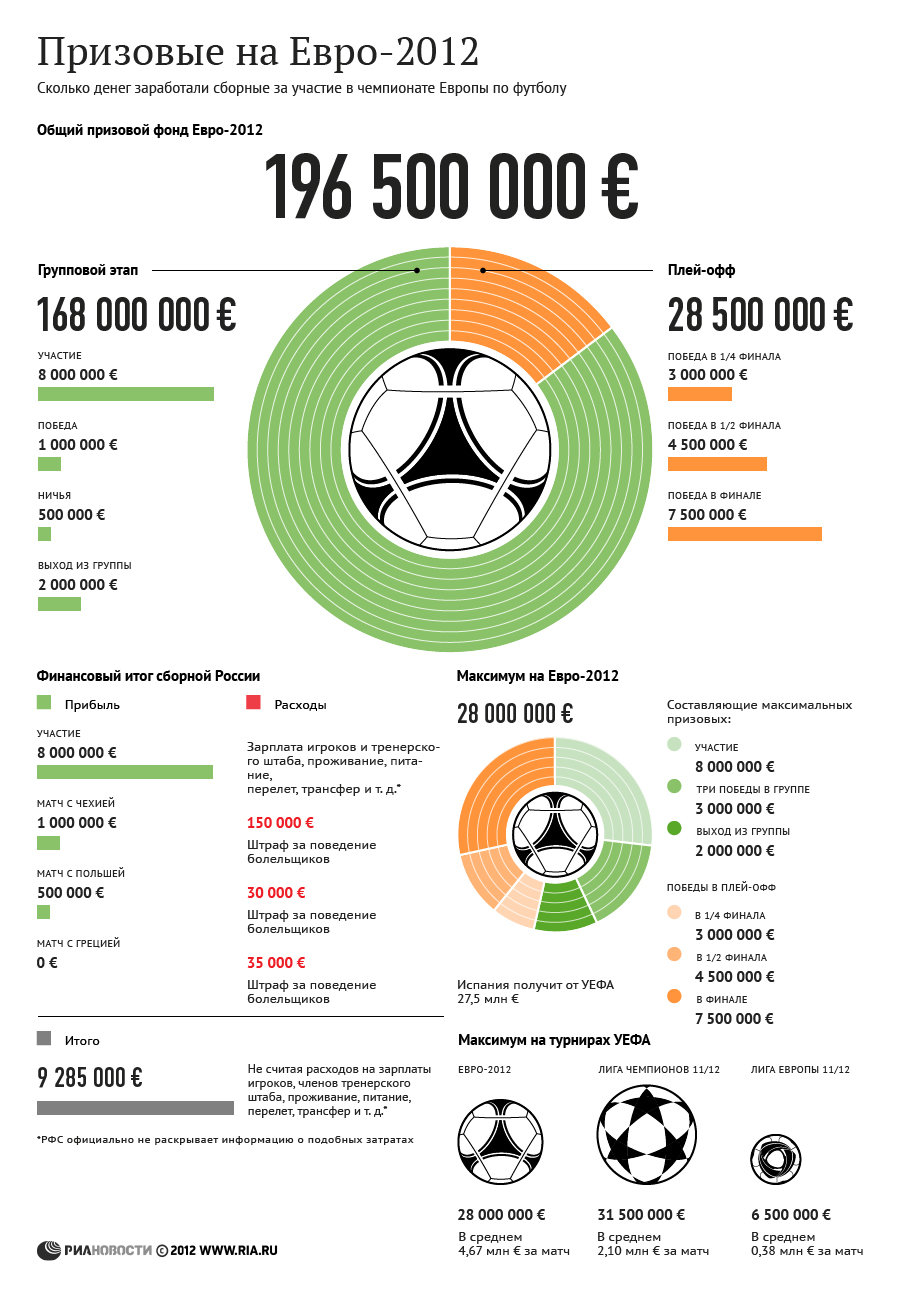 Призовые на Евро-2012
Сколько денег заработали сборные за участие в чемпионате Европы по футболу
Общий призовой фонд Евро-2012
196 500 000 €
Групповой этап
168 000 000 €
УЧАСТИЕ
8 000 000 €
ПОБЕДА
1 000 000 €
НИЧЬЯ
500 000 €
ВЫХОД ИЗ ГРУППЫ
2 000 000 €
Плей-офф
28 500 000 €
ПОБЕДА В 1/4 ФИНАЛА
3 000 000 €
ПОБЕДА В 1/2 ФИНАЛА
4 500 000 €
ПОБЕДА В ФИНАЛЕ
7 500 000 €
Финансовый итог сборной России
Прибыль
УЧАСТИЕ
8 000 000 €
МАТЧ С ЧЕХИЕЙ
1 000 000 €
МАТЧ С ПОЛЬШЕЙ
500 000 €
МАТЧ С ГРЕЦИЕЙ
0 €
Расходы
Зарплата игроков и тренерско-
го штаба, проживание, пита-
ние,
перелет, трансфер и т. д.*
150 000 €
Штраф за поведение
болельщиков
30 000 €
Штраф за поведение
болельщиков
35 000 €
Штраф за поведение
болельщиков
Итого
9 285 000 €
Не считая расходов на зарплаты
игроков, членов тренерского
штаба, проживание, питание,
перелет, трансфер и т. д.*
*РФС официально не раскрывает информацию о подобных затратах
Максимум на Евро-2012
28 000 000 €
Испания получит от УЕФА
27,5 млн €
Составляющие максимальных
призовых:
УЧАСТИЕ
8 000 000 €
ТРИ ПОБЕДЫ В ГРУППЕ
3 000 000 €
ВЫХОД ИЗ ГРУППЫ
2 000 000 €
ПОБЕДЫ В ПЛЕЙ-ОФФ
В 1/4 ФИНАЛА
3 000 000 €
В 1/2 ФИНАЛА
4 500 000 €
В ФИНАЛЕ
7 500 000 €
Максимум на турнирах УЕФА
ЕВРО-2012
28 000 000 €
В среднем
4,67 млн € за матч
ЛИГА ЧЕМПИОНОВ 11/12
31 500 000 €
В среднем
2,10 млн € за матч
ЛИГА ЕВРОПЫ 11/12
6 500 000 €
В среднем
0,38 млн € за матч
РИАНОВОСТИ © 2012 WWW.RIA.RU